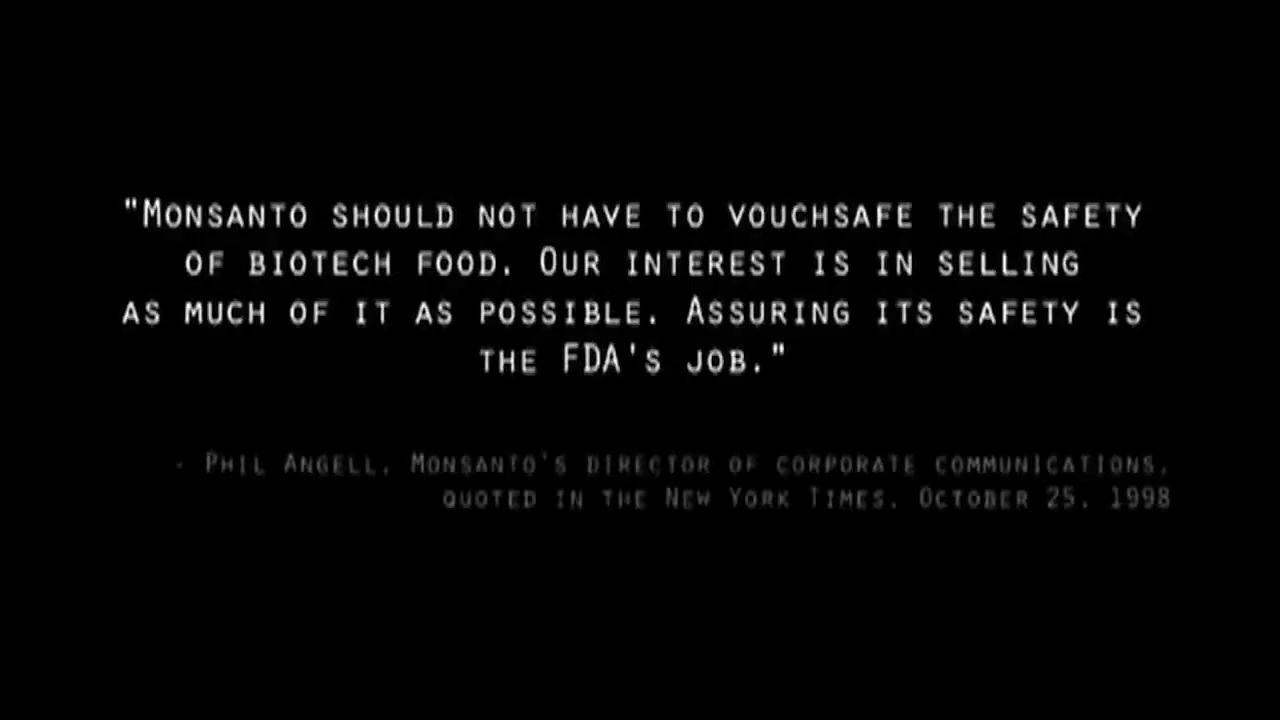 "Monsanto should not have to vouchsafe the safety
of biotech food. Our interest is in selling
as much of it as possible. Assuring its safety is
the FDA's job."
- Phil Angell, Monsanto's director of corporate communications,
quoted in the New York Times, October 25, 1998